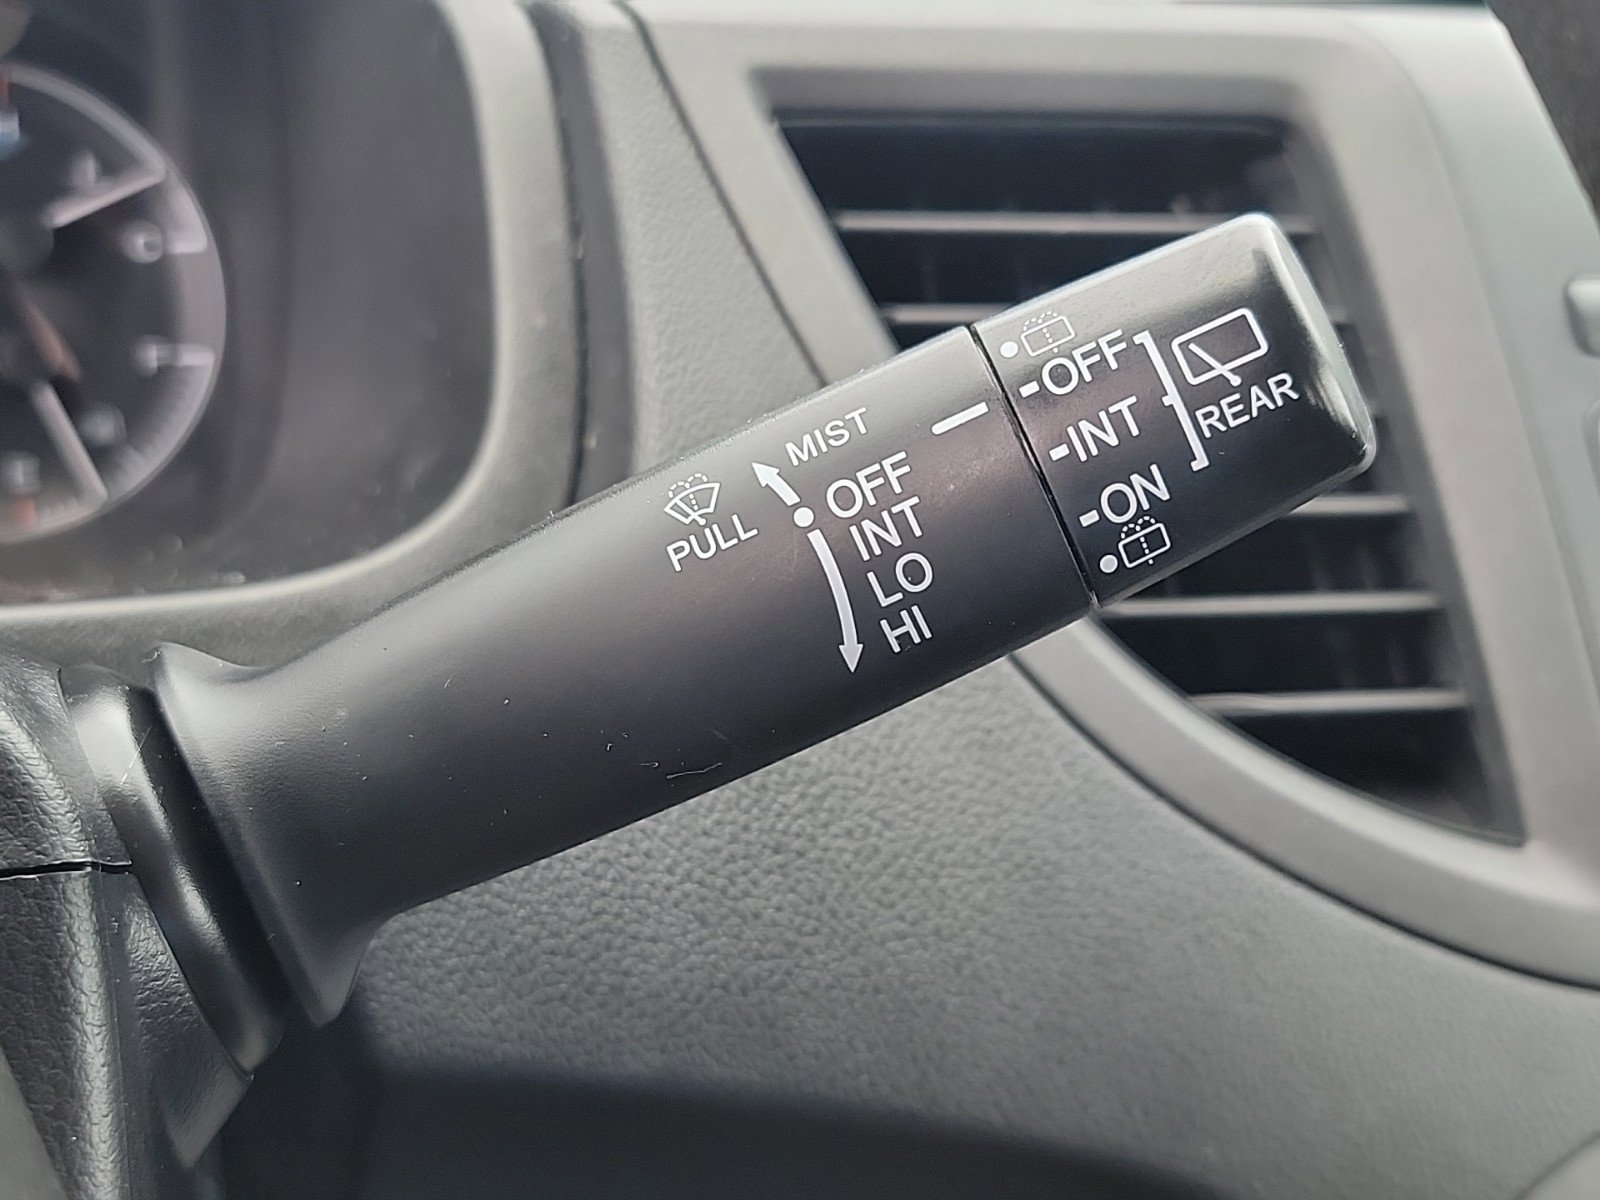 PULL
MIST
OFF
INT
LO
HI
-OFF
-INT
-ON
REAR